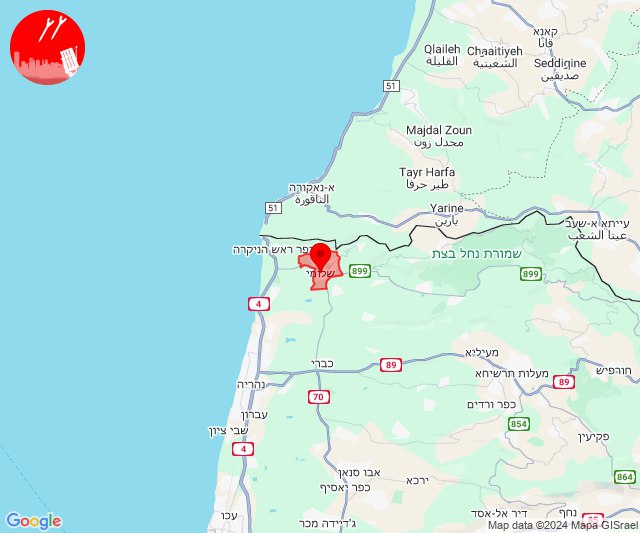 קאנא
قانا
Qlaileh
القليلة
Chaaitiyeh
الشعيتية
Seddiqine
صديقين
51
Majdal Zoun
مجدل زون
Tayr Harfa
طير حرفا
א-נאקורה
الناقورة
51
Yarine
يارين
עייתא א-שעב
عيتا الشعب
כפר ראש הניקרה
שמורת נחל בצת
שלומי
899
899
4
מעיליא
כברי
89
חורפיש
מעלות תרשיחא
89
נהריה
70
כפר ורדים
עברון
854
שבי ציון
פקיעין
4
אבו סנאן
ירכא
864
כפר יאסיף
נחף
דיר אל-אסד
עכו
ג'דיידה מכר
85
Google
Map data ©2024 Mapa GISrael